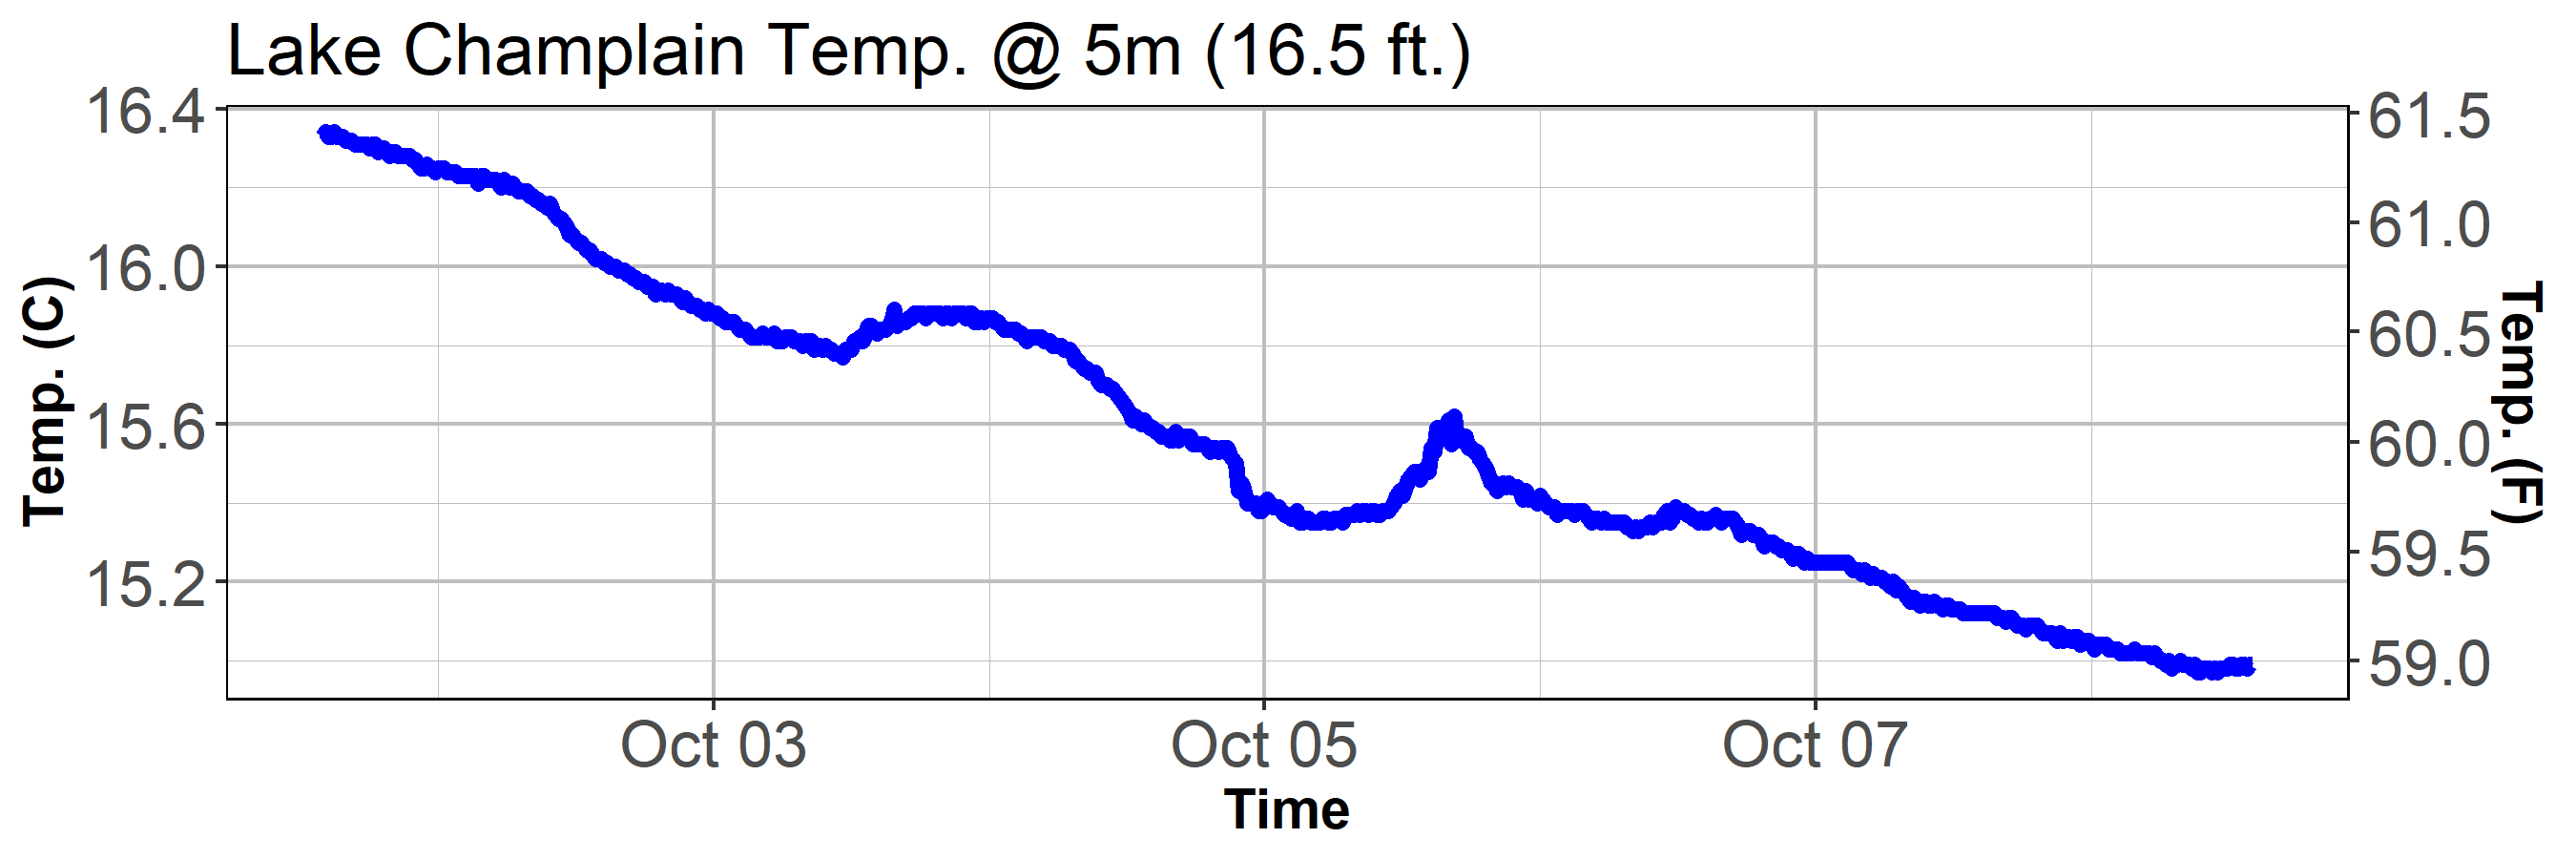 Lake Champlain Temp. @ 5m (16.5 ft.)
Temp. (C)
16.4
16.0
15.6
15.2
61.5
61.0
60.5
60.0
59.5
59.0
Temp. (F)
Oct 03
Oct 05
Oct 07
Time